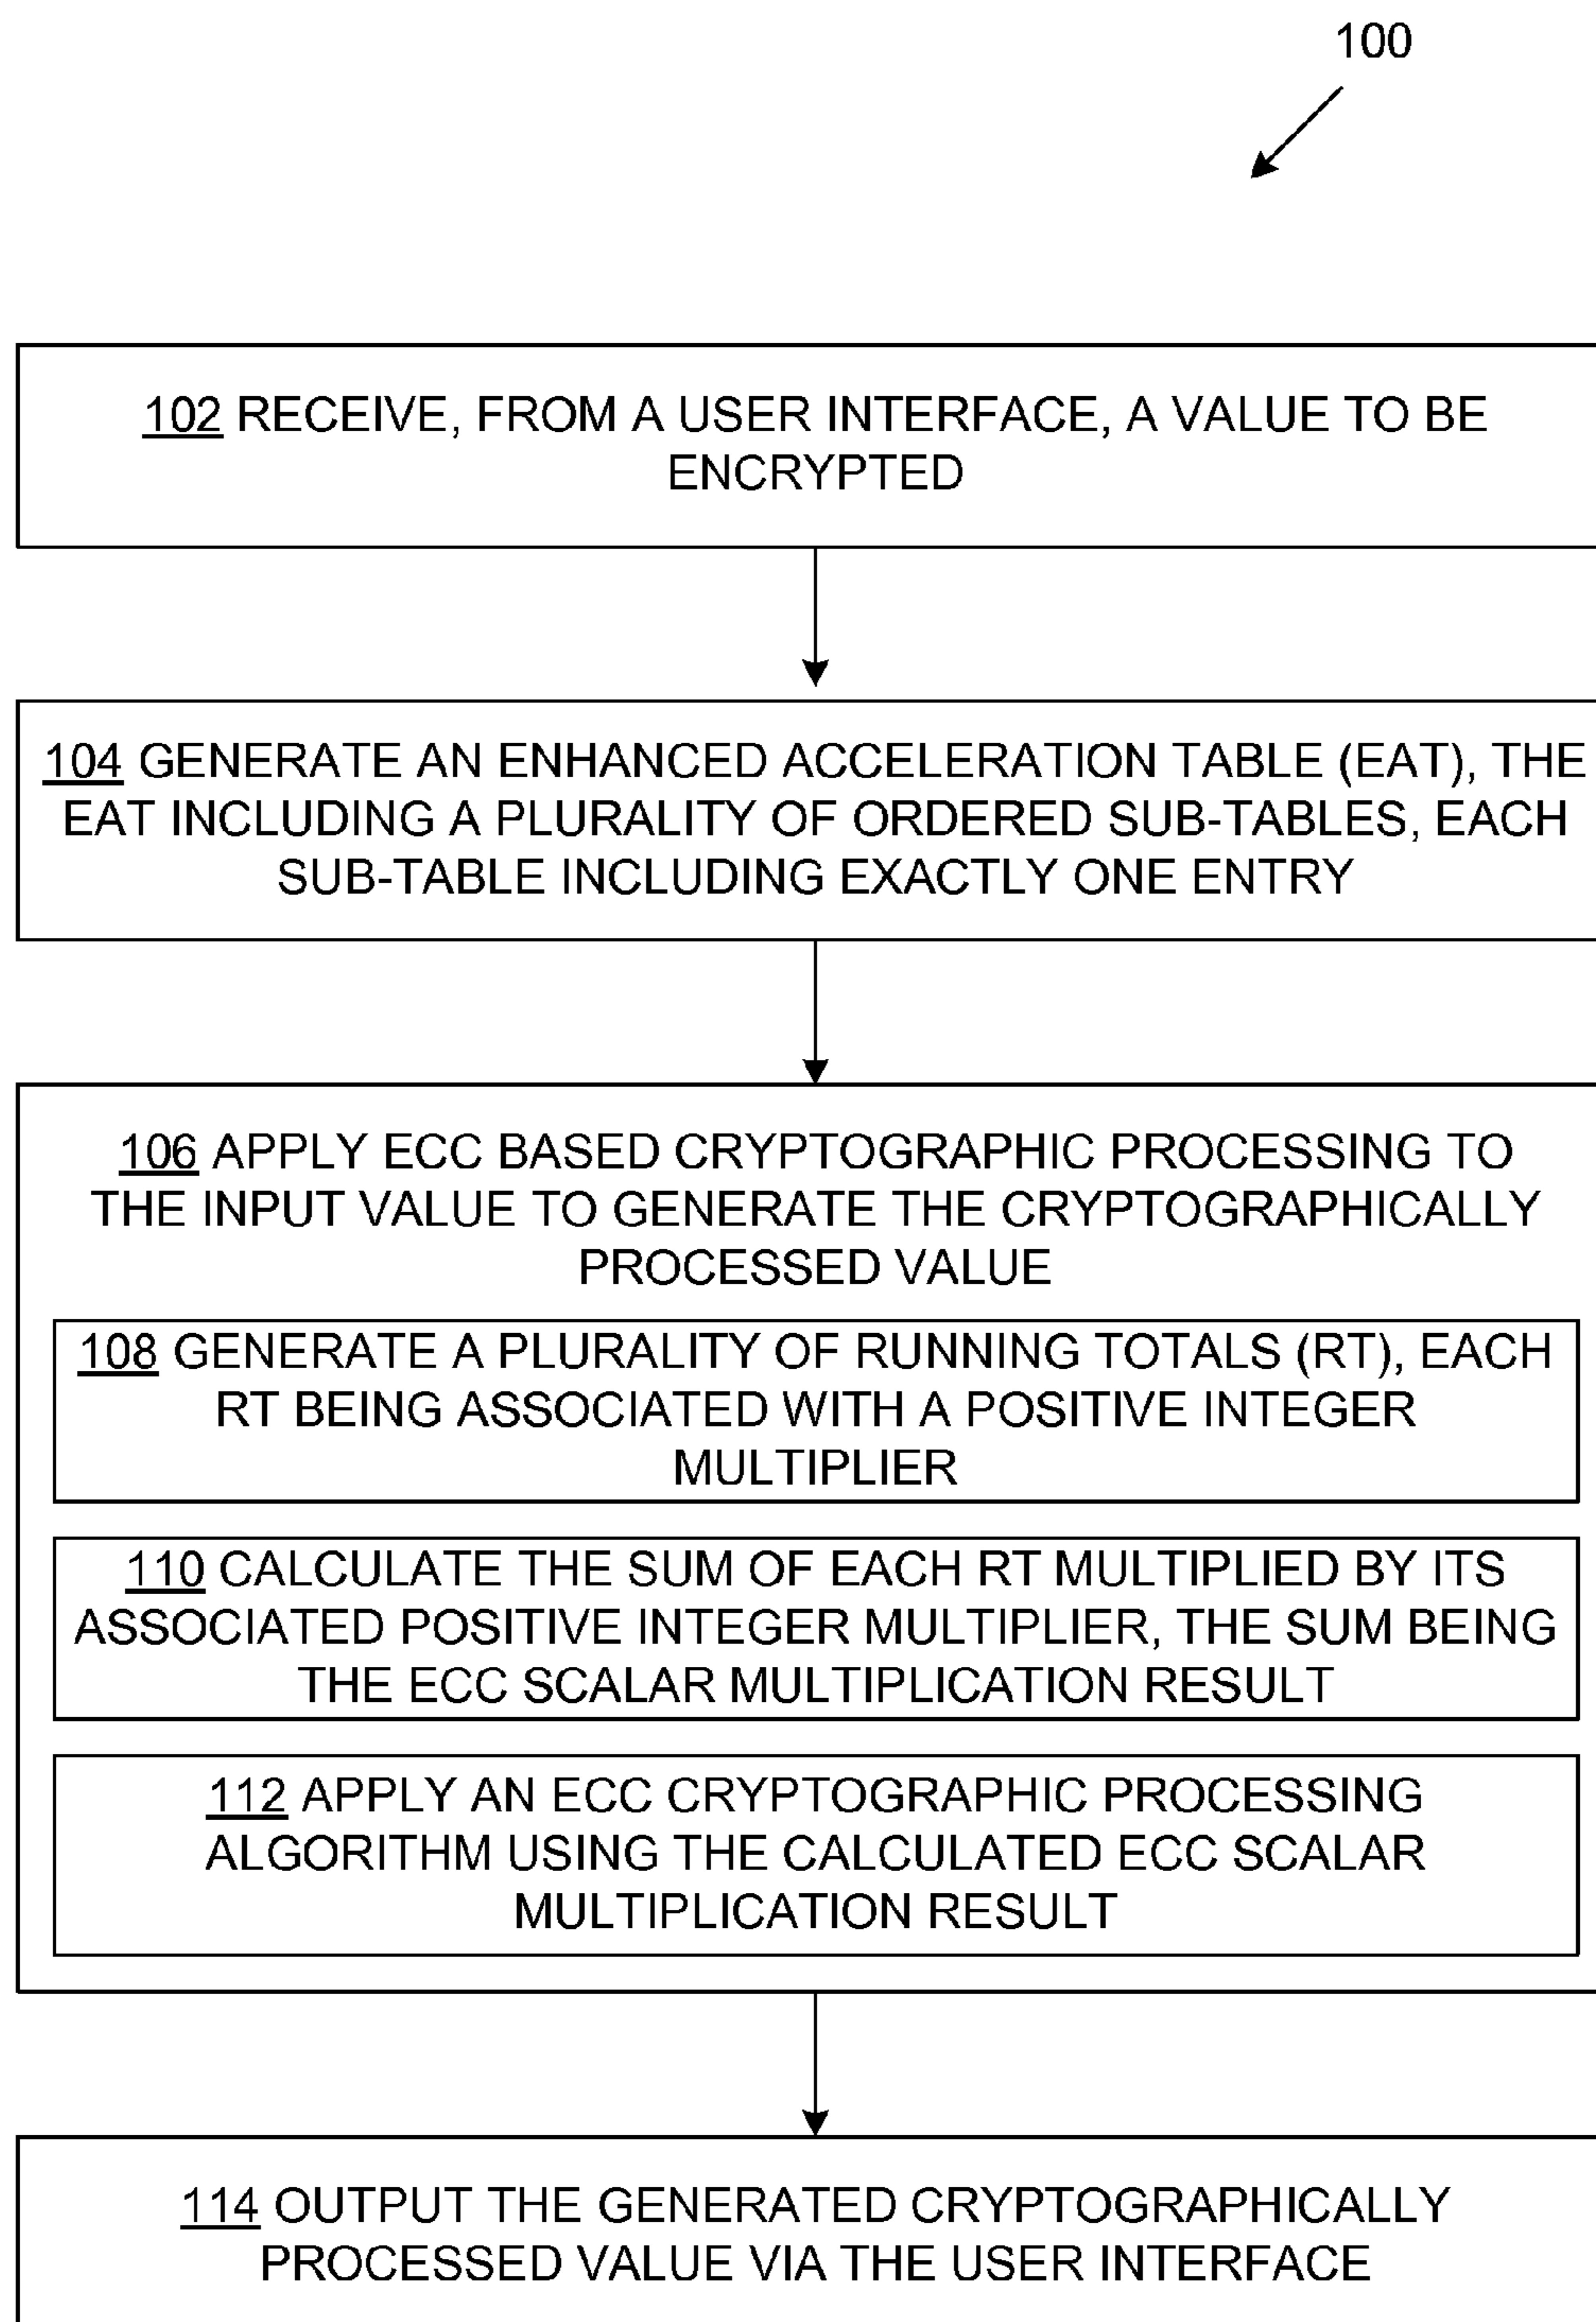 100
102 RECEIVE, FROM A USER INTERFACE, A VALUE TO BE
ENCRYPTED
104 GENERATE AN ENHANCED ACCELERATION TABLE (EAT), THE
EAT INCLUDING A PLURALITY OF ORDERED SUB-TABLES, EACH
SUB-TABLE INCLUDING EXACTLY ONE ENTRY
106 APPLY ECC BASED CRYPTOGRAPHIC PROCESSING TO
THE INPUT VALUE TO GENERATE THE CRYPTOGRAPHICALLY
PROCESSED VALUE
108 GENERATE A PLURALITY OF RUNNING TOTALS (RT), EACH
RT BEING ASSOCIATED WITH A POSITIVE INTEGER
MULTIPLIER
110 CALCULATE THE SUM OF EACH RT MULTIPLIED BY ITS
ASSOCIATED POSITIVE INTEGER MULTIPLIER, THE SUM BEING
THE ECC SCALAR MULTIPLICATION RESULT
112 APPLY AN ECC CRYPTOGRAPHIC PROCESSING
ALGORITHM USING THE CALCULATED ECC SCALAR
MULTIPLICATION RESULT
114 OUTPUT THE GENERATED CRYPTOGRAPHICALLY
PROCESSED VALUE VIA THE USER INTERFACE